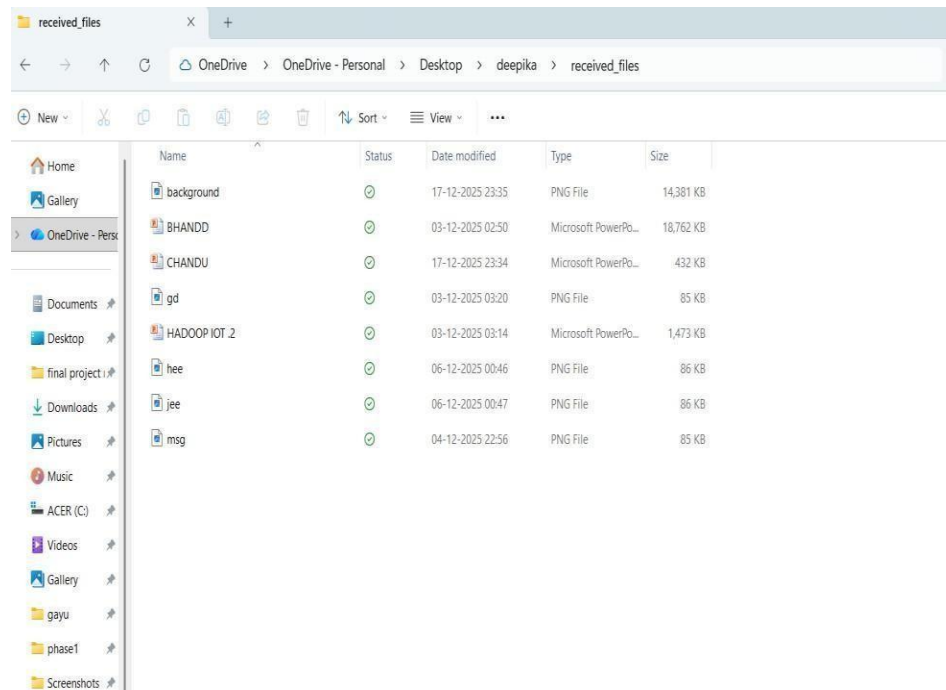 received_files
OneDrive > OneDrive - Personal > Desktop > deepika > received_files
New Sort View ...
Name Status Date modified Type Size
background 17-12-2025 23:35 PNG File 14,381 KB
BHANDD 03-12-2025 02:50 Microsoft PowerPo... 18,762 KB
CHANDU 17-12-2025 23:34 Microsoft PowerPo... 432 KB
gd 03-12-2025 03:20 PNG File 85 KB
HADOOP IOT .2 03-12-2025 03:14 Microsoft PowerPo... 1,473 KB
hee 06-12-2025 00:46 PNG File 86 KB
jee 06-12-2025 00:47 PNG File 86 KB
msg 04-12-2025 22:56 PNG File 85 KB
Home
Gallery
OneDrive - Perso
Documents
Desktop
final project
Downloads
Pictures
Music
ACER (C:)
Videos
Gallery
gayu
phase1
Screenshots